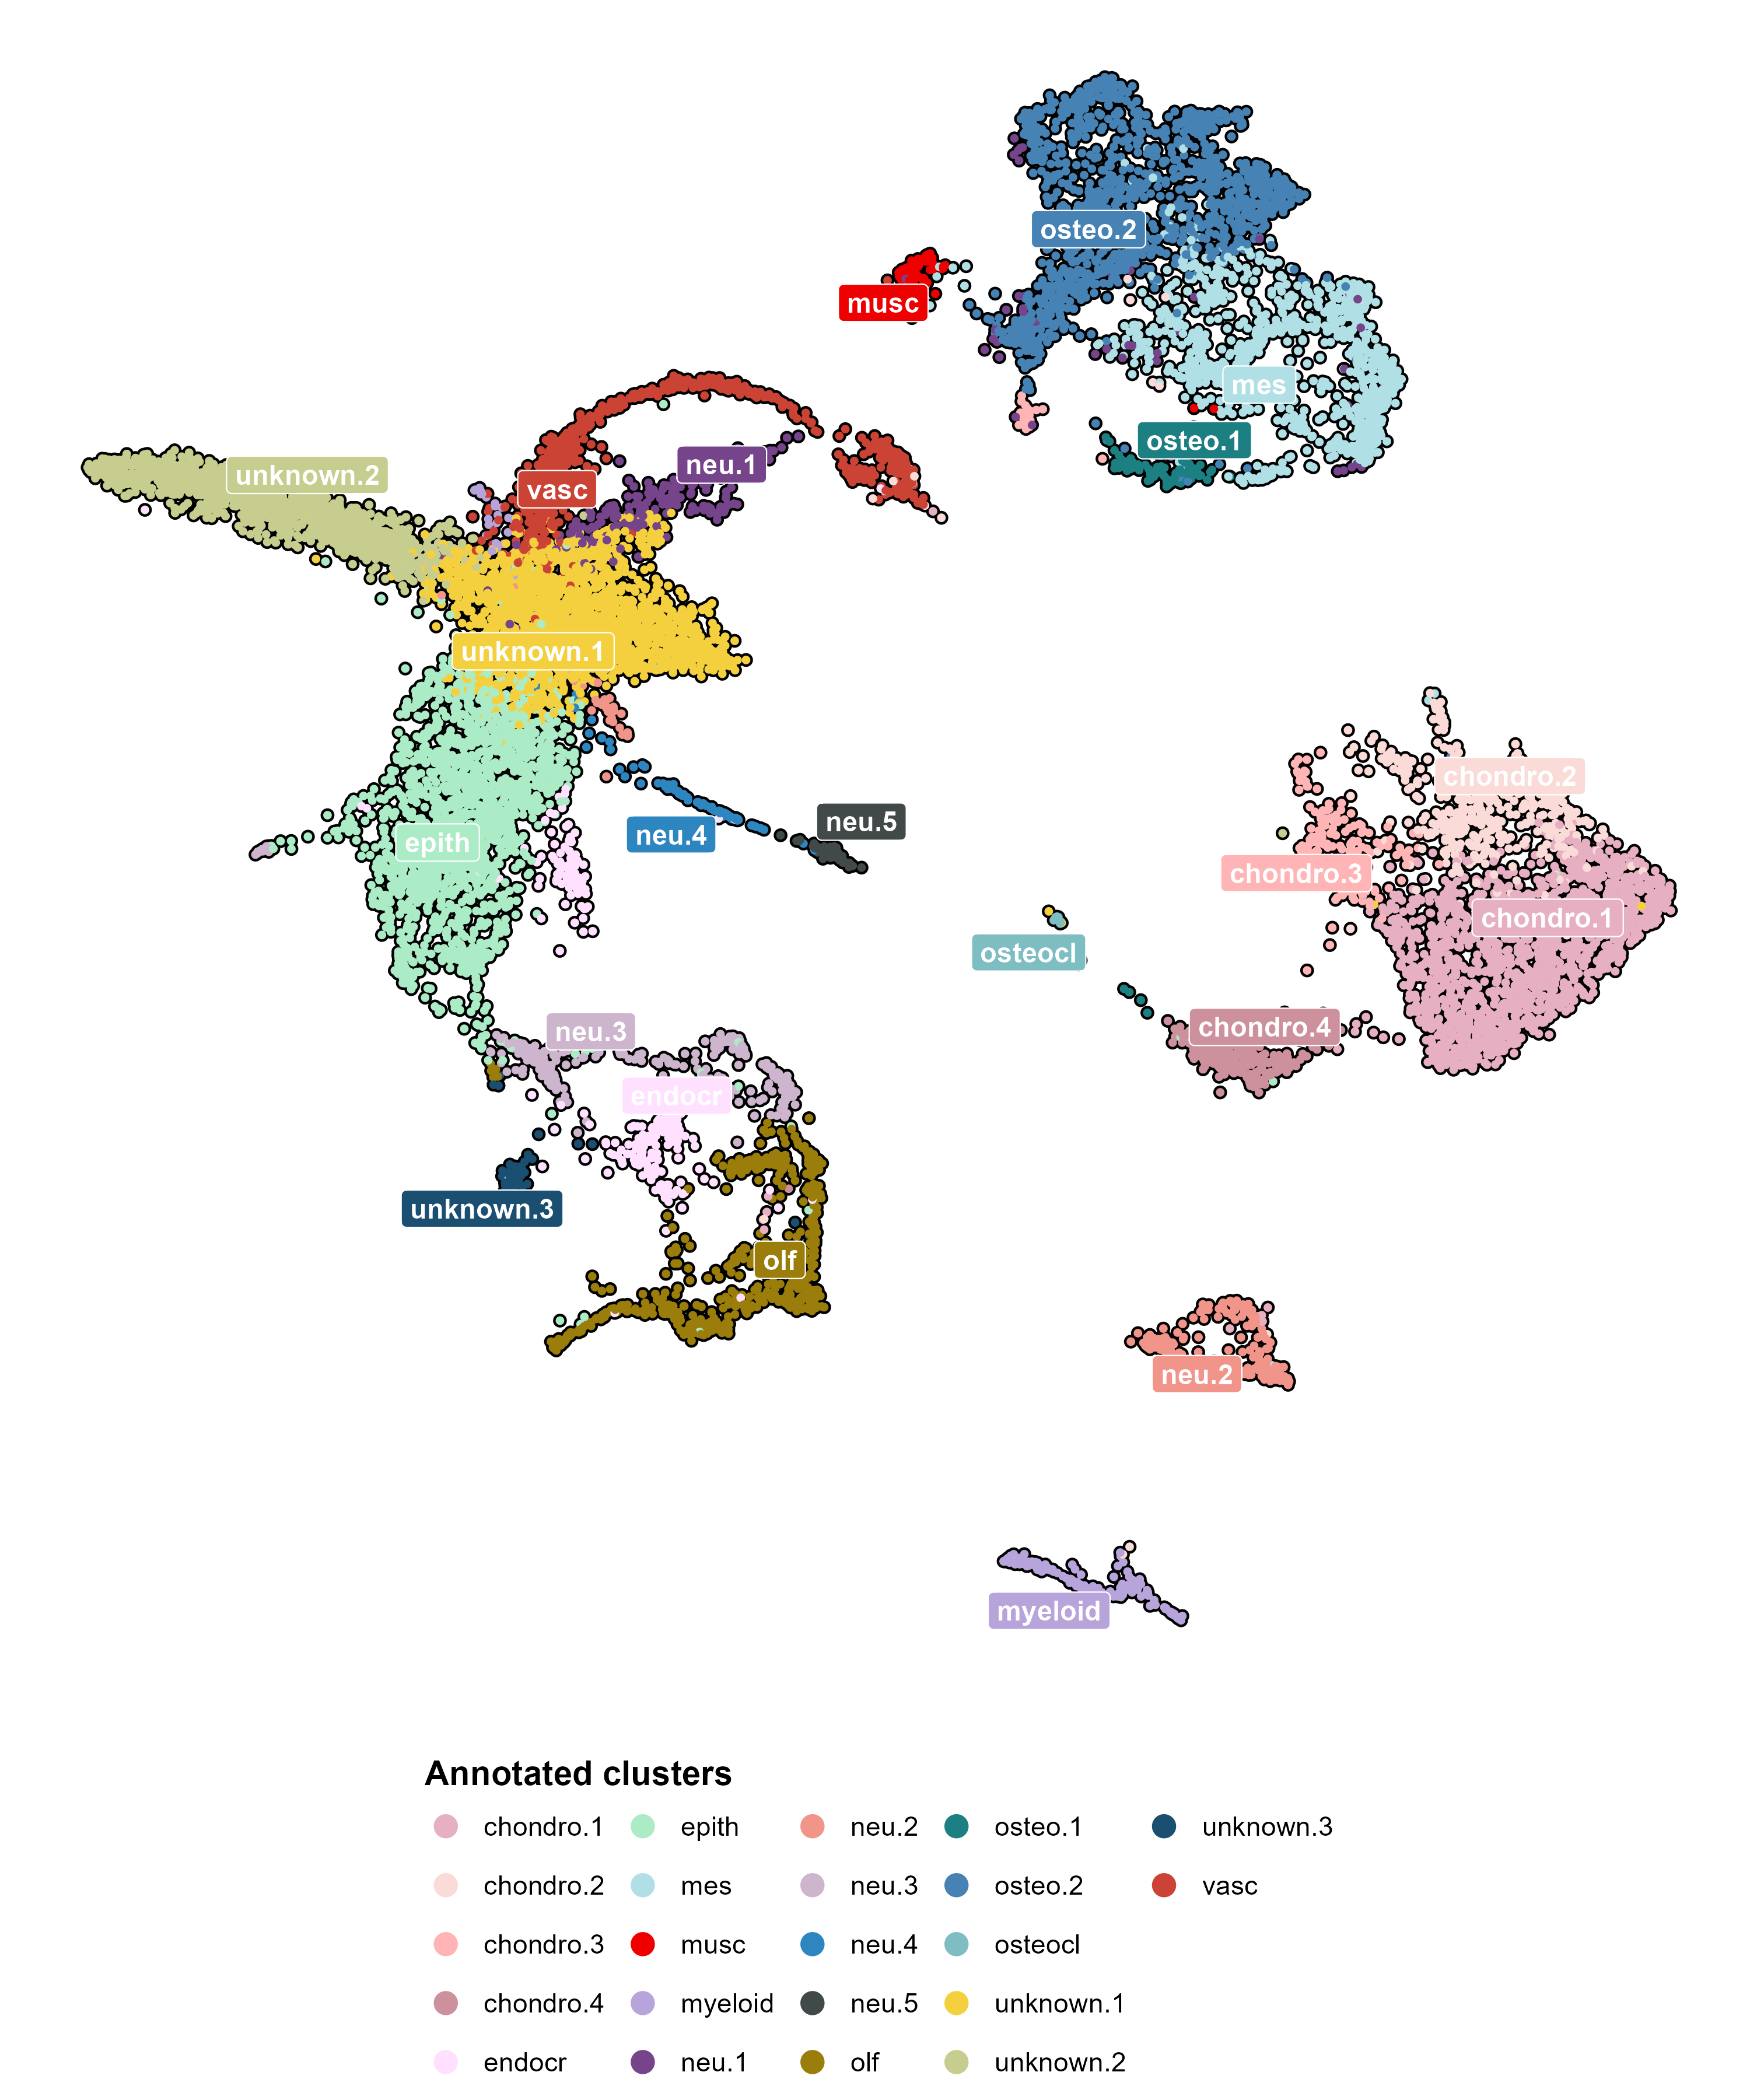 osteo.2
musc
mes
osteo.1
neu.1
unknown.2
vasc
unknown.1
chondro.2
neu.5
neu.4
epith
chondro.3
chondro.1
osteocl
chondro.4
neu.3
endocr
unknown.3
olf
neu.2
myeloid
Annotated clusters
chondro.1 epith neu.2 osteo.1 unknown.3
chondro.2 mes neu.3 osteo.2 vasc
chondro.3 musc neu.4 osteocl
chondro.4 myeloid neu.5 unknown.1
endocr neu.1 olf unknown.2